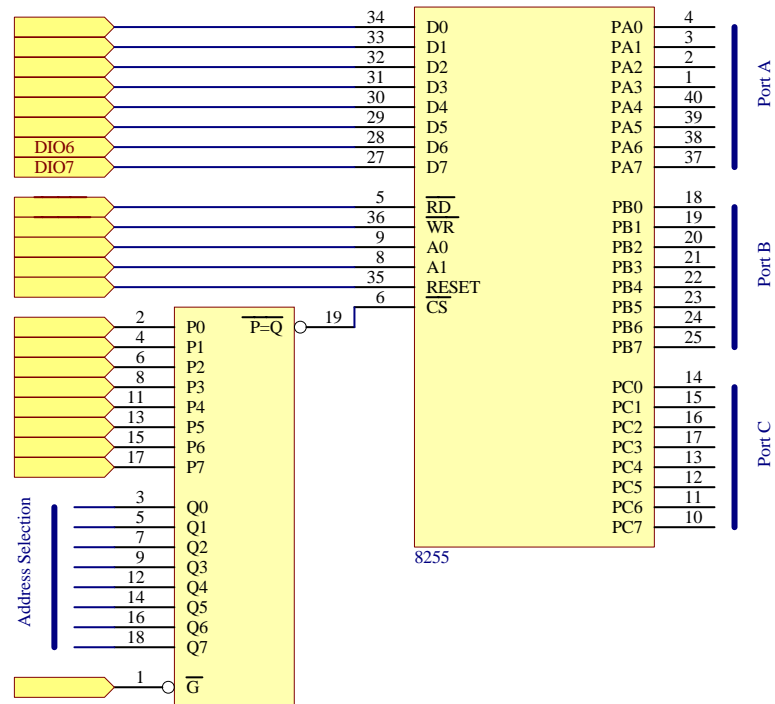 34 D0 PA0 4
33 D1 PA1 3
32 D2 PA2 2
31 D3 PA3 1
30 D4 PA4 40
29 D5 PA5 39
DIO6 28 D6 PA6 38
DIO7 27 D7 PA7 37
Port A
5 RD PB0 18
36 WR PB1 19
9 A0 PB2 20
8 A1 PB3 21
35 RESET PB4 22
6 CS PB5 23
PB6 24
PB7 25
Port B
2 P0 P=Q 19
4 P1
6 P2
8 P3
11 P4
13 P5
15 P6
17 P7
PC0 14
PC1 15
PC2 16
PC3 17
PC4 13
PC5 12
PC6 11
PC7 10
Port C
8255
Address Selection
3 Q0
5 Q1
7 Q2
9 Q3
12 Q4
14 Q5
16 Q6
18 Q7
1 G